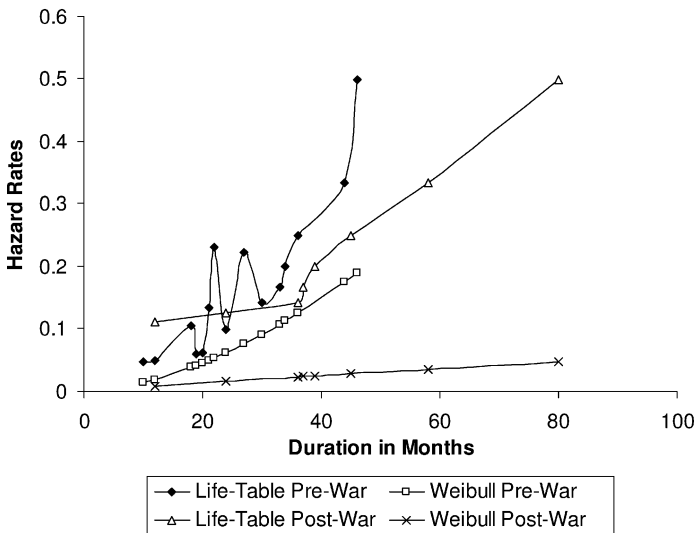 0.6
0.5
0.4
0.3
0.2
0.1
0
Hazard Rates
0 20 40 60 80 100
Duration in Months
Life-Table Pre-War Weibull Pre-War
Life-Table Post-War Weibull Post-War